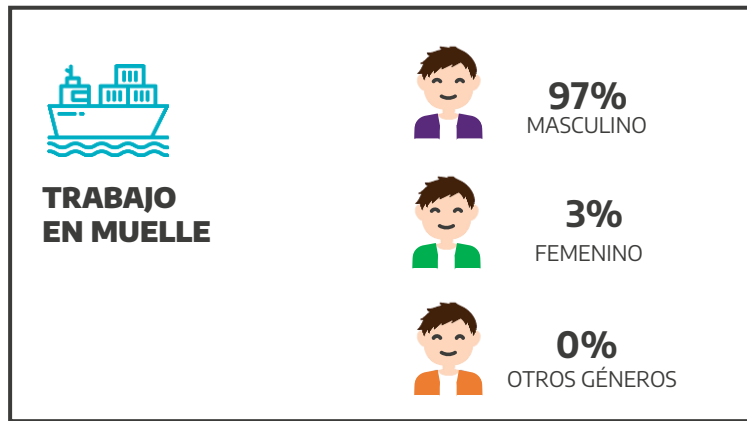 TRABAJO
EN MUELLE
97%
MASCULINO
3%
FEMENINO
0%
OTROS GÉNEROS